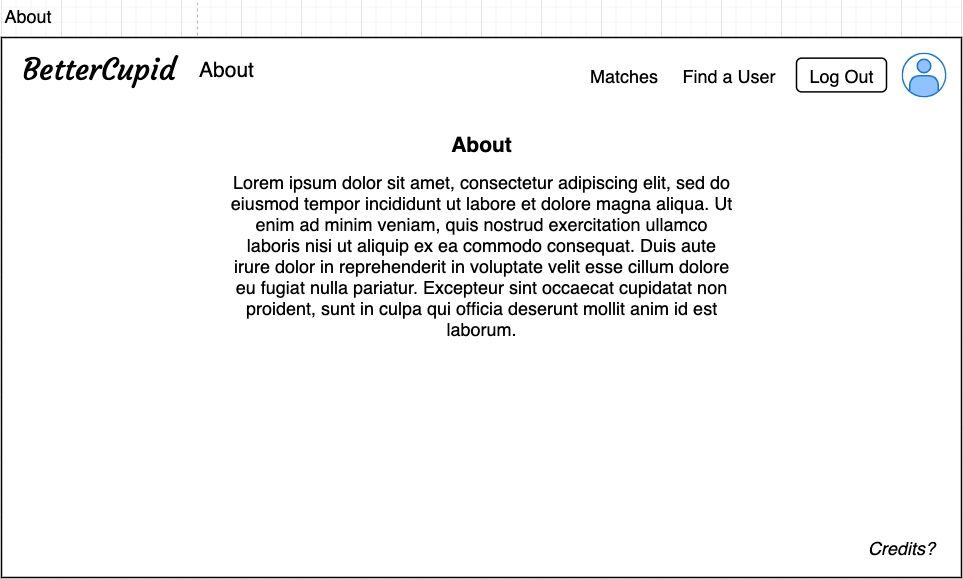 About
BetterCupid About Matches Find a User Log Out
About
Lorem ipsum dolor sit amet, consectetur adipiscing elit, sed do
eiusmod tempor incididunt ut labore et dolore magna aliqua. Ut
enim ad minim veniam, quis nostrud exercitation ullamco
laboris nisi ut aliquip ex ea commodo consequat. Duis aute
irure dolor in reprehenderit in voluptate velit esse cillum dolore
eu fugiat nulla pariatur. Excepteur sint occaecat cupidatat non
proident, sunt in culpa qui officia deserunt mollit anim id est
laborum.
Credits?